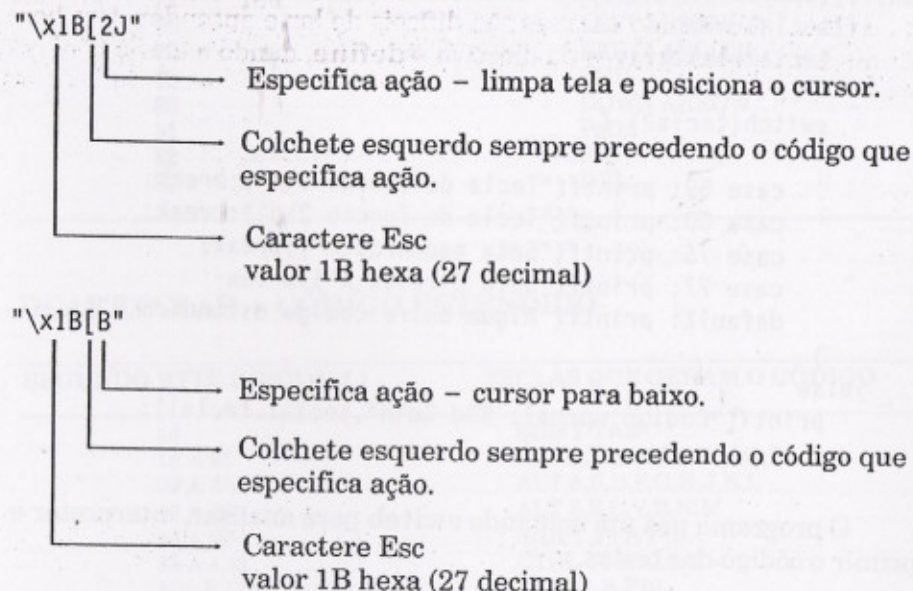 "\x1B[2J"
Especifica ação – limpa tela e posiciona o cursor.
Colchete esquerdo sempre precedendo o código que
especifica ação.
Caractere Esc
valor 1B hexa (27 decimal)
"\x1B[B"
Especifica ação – cursor para baixo.
Colchete esquerdo sempre precedendo o código que
especifica ação.
Caractere Esc
valor 1B hexa (27 decimal)